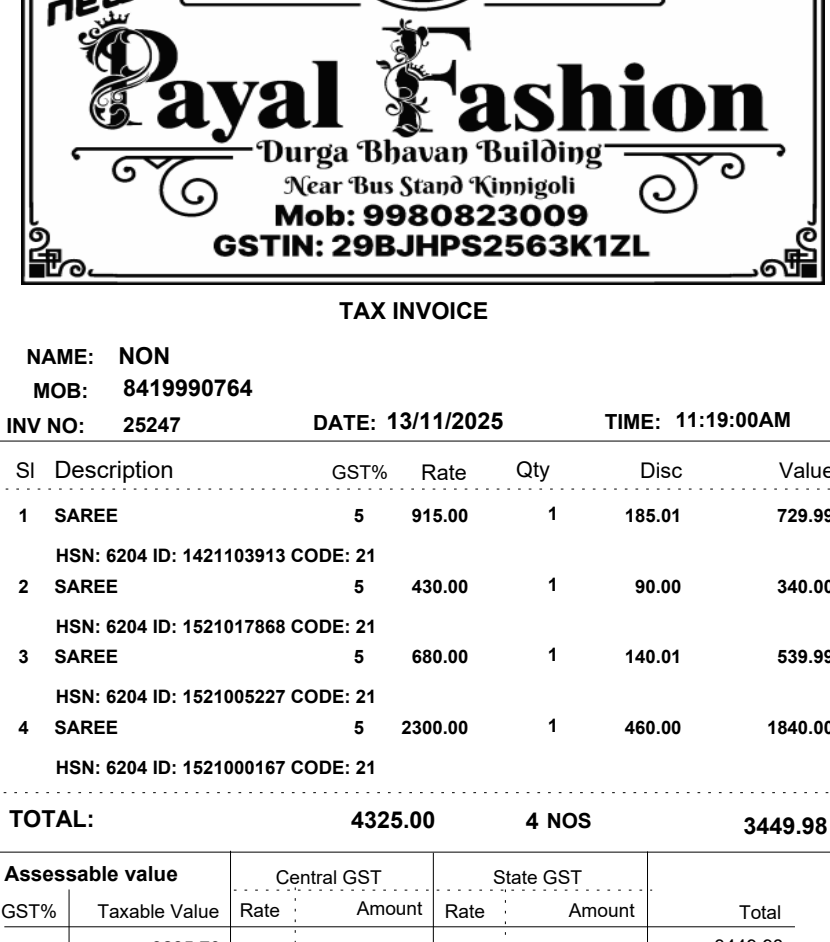 new
Payal Fashion
Durga Bhavan Building
Near Bus Stand Kinnigoli
Mob: 9980823009
GSTIN: 29BJHPS2563K1ZL
TAX INVOICE
NAME: NON
MOB: 8419990764
INV NO: 25247 DATE: 13/11/2025 TIME: 11:19:00AM
Sl Description GST% Rate Qty Disc Value
1 SAREE 5 915.00 1 185.01 729.99
HSN: 6204 ID: 1421103913 CODE: 21
2 SAREE 5 430.00 1 90.00 340.00
HSN: 6204 ID: 1521017868 CODE: 21
3 SAREE 5 680.00 1 140.01 539.99
HSN: 6204 ID: 1521005227 CODE: 21
4 SAREE 5 2300.00 1 460.00 1840.00
HSN: 6204 ID: 1521000167 CODE: 21
TOTAL: 4325.00 4 NOS 3449.98
Assessable value Central GST State GST
GST% Taxable Value Rate Amount Rate Amount Total